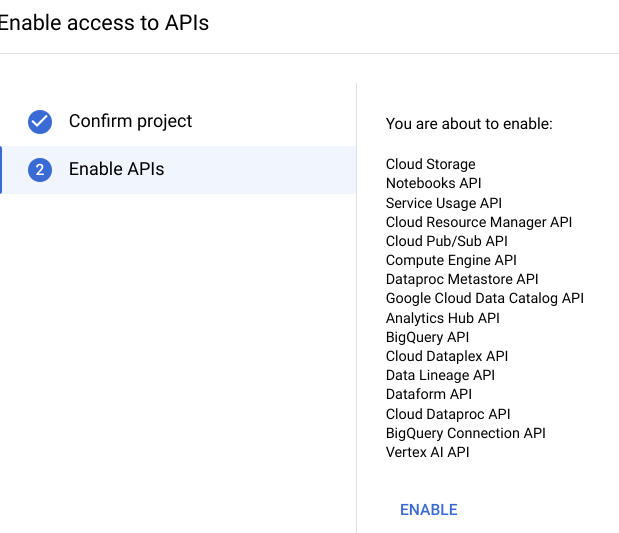 Enable access to APIs
Confirm project
2 Enable APIs
You are about to enable:
Cloud Storage
Notebooks API
Service Usage API
Cloud Resource Manager API
Cloud Pub/Sub API
Compute Engine API
Dataproc Metastore API
Google Cloud Data Catalog API
Analytics Hub API
BigQuery API
Cloud Dataplex API
Data Lineage API
Dataform API
Cloud Dataproc API
BigQuery Connection API
Vertex AI API
ENABLE